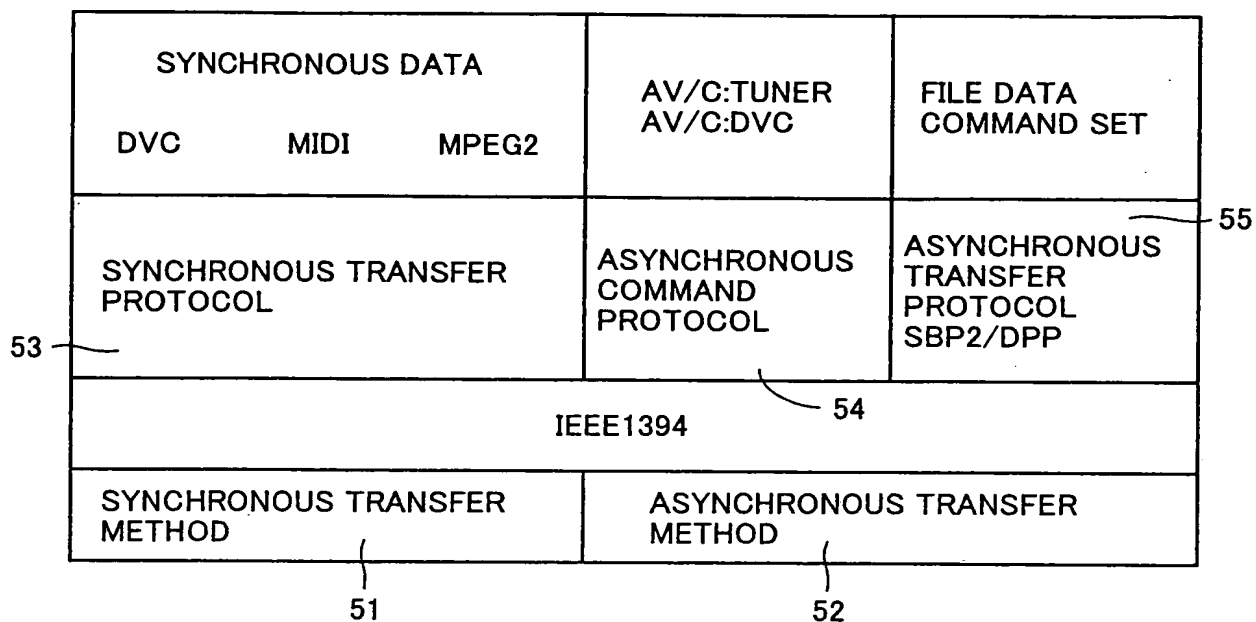 SYNCHRONOUS DATA
DVC MIDI MPEG2
AV/C:TUNER
AV/C:DVC
FILE DATA
COMMAND SET
SYNCHRONOUS TRANSFER
PROTOCOL
53
ASYNCHRONOUS
COMMAND
PROTOCOL
54
ASYNCHRONOUS
TRANSFER
PROTOCOL
SBP2/DPP
55
IEEE1394
SYNCHRONOUS TRANSFER
METHOD
51
ASYNCHRONOUS TRANSFER
METHOD
52